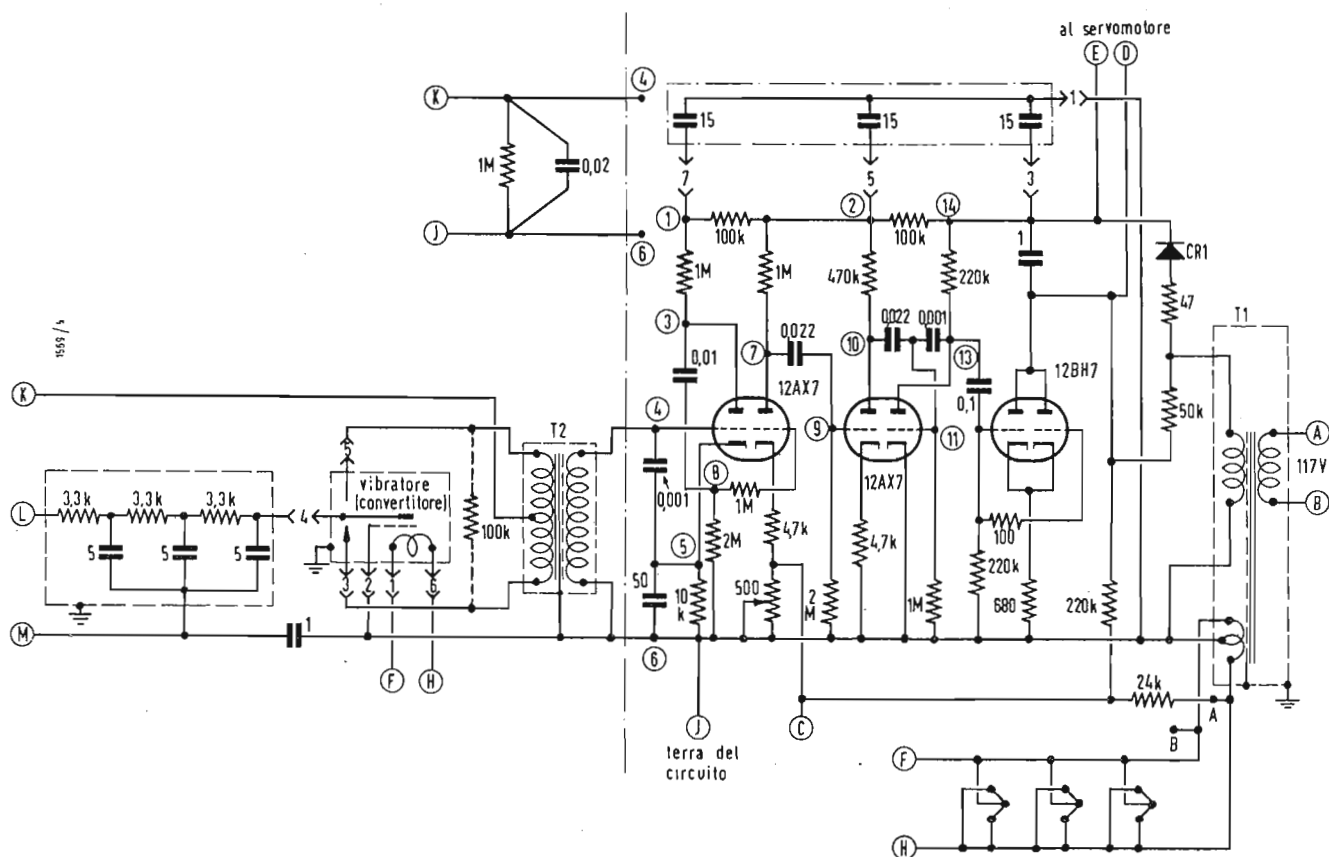 al servomotore
E D
4
K
15 15 15
1
1M 0,02
7 5 3
1 2 14
J
6
100k 100k
1 CR1
1M 1M 470k 220k
47
T1
1559/4
3
0,022
0,022 0,001
7 10 13
0,01
12AX7 12BH7
0,1
50k
K
4
T2
9 11
A
117V
5
vibratore
(convertitore)
8
12AX7
B
3,3k 3,3k 3,3k
0,001
1M
L
4
100k
100
5 5 5
5
2M 4,7k 4,7k
220k
3 2 1 6
50
10
k
500
2
M
1M
680
220k
M
1
6
F H
24k
A
J C
B
terra del
circuito
F
H